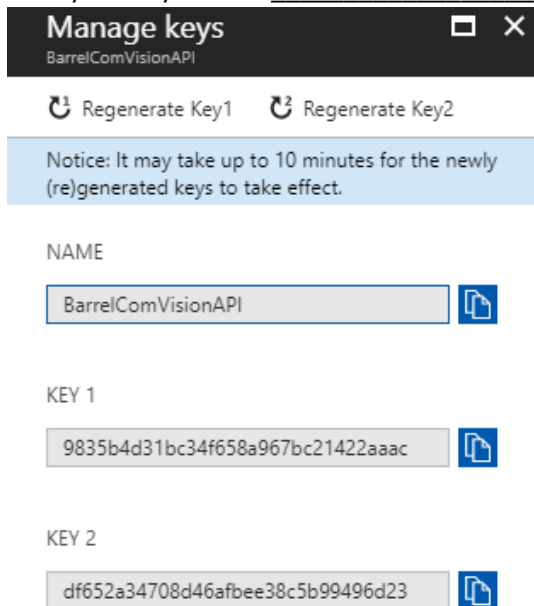 Manage keys
BarrelComVisionAPI
Regenerate Key1 Regenerate Key2
Notice: It may take up to 10 minutes for the newly
(re)generated keys to take effect.
NAME
BarrelComVisionAPI
KEY 1
9835b4d31bc34f658a967bc21422aaac
KEY 2
df652a34708d46afbee38c5b99496d23